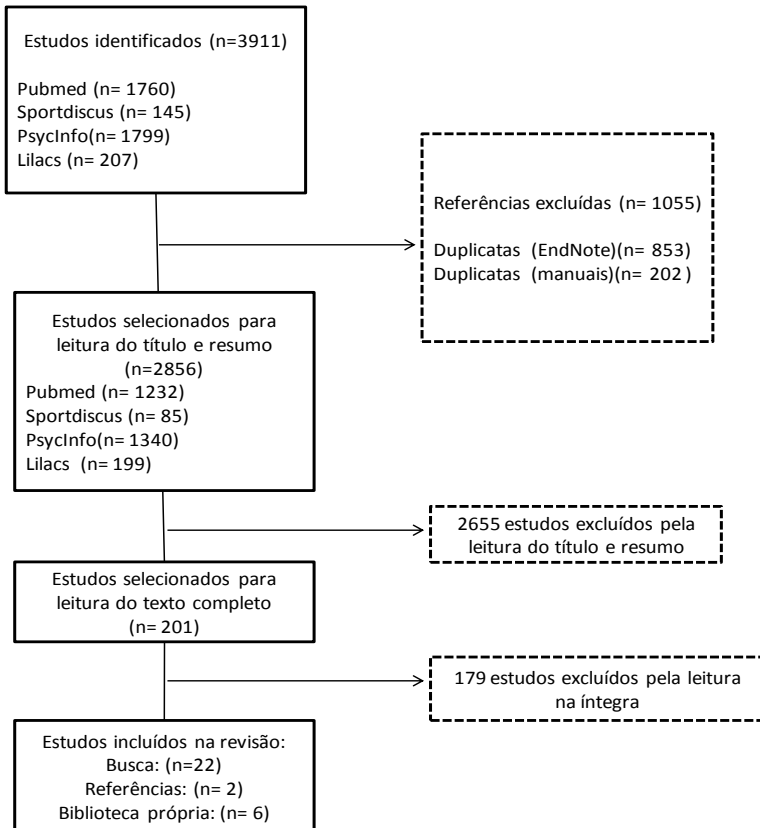 Estudos identificados (n=3911)
Pubmed (n= 1760)
Sportdiscus (n= 145)
PsycInfo(n= 1799)
Lilacs (n= 207)
Referências excluídas (n= 1055)
Duplicatas (EndNote)(n= 853)
Duplicatas (manuais)(n= 202 )
Estudos selecionados para
leitura do título e resumo
(n=2856)
Pubmed (n= 1232)
Sportdiscus (n= 85)
PsycInfo(n= 1340)
Lilacs (n= 199)
2655 estudos excluídos pela
leitura do título e resumo
Estudos selecionados para
leitura do texto completo
(n= 201)
179 estudos excluídos pela leitura
na íntegra
Estudos incluídos na revisão:
Busca: (n=22)
Referências: (n= 2)
Biblioteca própria: (n= 6)